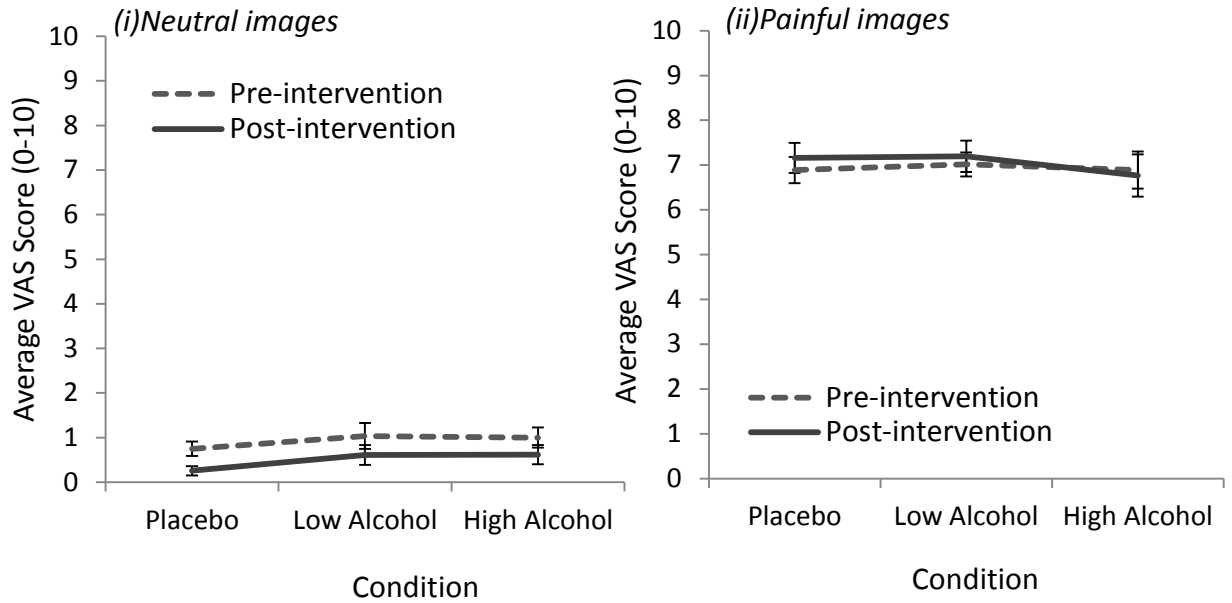 (i)Neutral images
10
9
8
7
6
5
4
3
2
1
0
Average VAS Score (0-10)
Pre-intervention
Post-intervention
Placebo Low Alcohol High Alcohol
Condition
(ii)Painful images
10
9
8
7
6
5
4
3
2
1
0
Average VAS Score (0-10)
Pre-intervention
Post-intervention
Placebo Low Alcohol High Alcohol
Condition